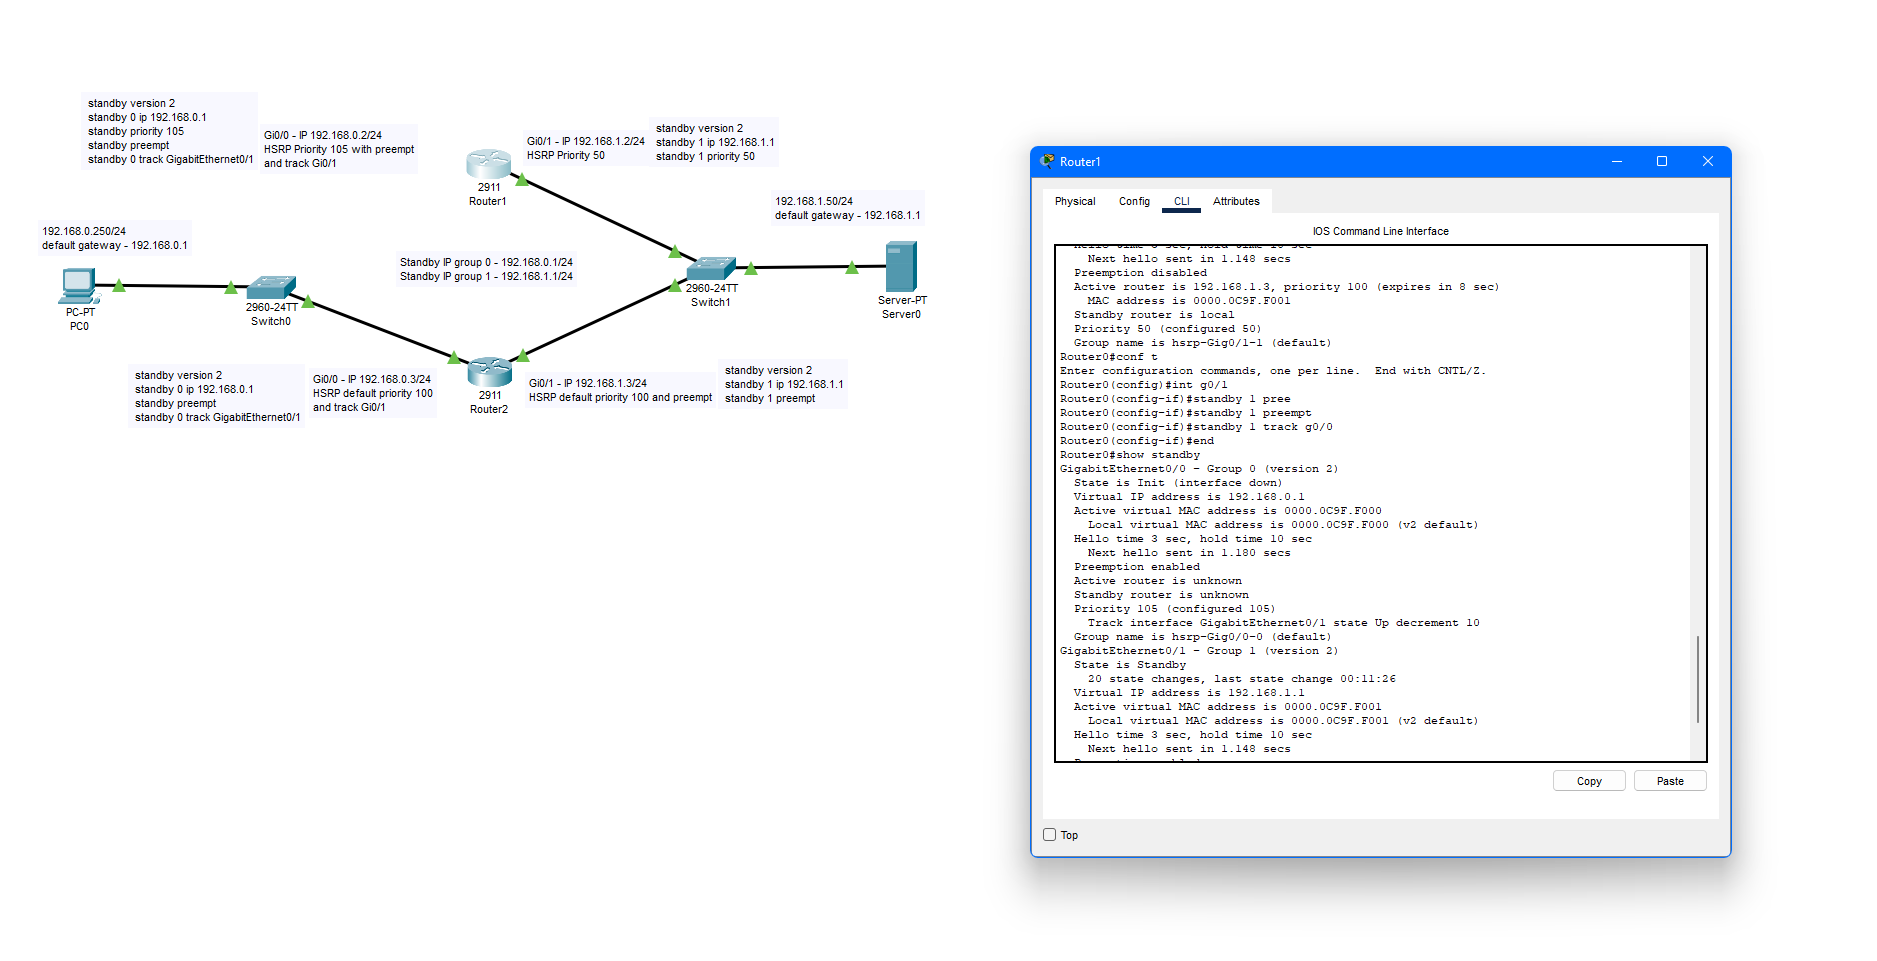 standby version 2
standby 0 ip 192.168.0.1
standby priority 105
standby preempt
standby 0 track GigabitEthernet0/1
Gi0/0 - IP 192.168.0.2/24
HSRP Priority 105 with preempt
and track Gi0/1
Gi0/1 - IP 192.168.1.2/24
HSRP Priority 50
standby version 2
standby 1 ip 192.168.1.1
standby 1 priority 50
2911
Router1
192.168.1.50/24
default gateway - 192.168.1.1
192.168.0.250/24
default gateway - 192.168.0.1
Standby IP group 0 - 192.168.0.1/24
Standby IP group 1 - 192.168.1.1/24
PC-PT
PC0
2960-24TT
Switch0
2960-24TT
Switch1
Server-PT
Server0
standby version 2
standby 0 ip 192.168.0.1
standby preempt
standby 0 track GigabitEthernet0/1
Gi0/0 - IP 192.168.0.3/24
HSRP default priority 100
and track Gi0/1
2911
Router2
Gi0/1 - IP 192.168.1.3/24
HSRP default priority 100 and preempt
standby version 2
standby 1 ip 192.168.1.1
standby 1 preempt
Router1
Physical Config CLI Attributes
IOS Command Line Interface
Hello time 3 sec, hold time 10 sec
Next hello sent in 1.148 secs
Preemption disabled
Active router is 192.168.1.3, priority 100 (expires in 8 sec)
MAC address is 0000.0C9F.F001
Standby router is local
Priority 50 (configured 50)
Group name is hsrp-Gig0/1-1 (default)
Router0#conf t
Enter configuration commands, one per line. End with CNTL/Z.
Router0(config)#int g0/1
Router0(config-if)#standby 1 pree
Router0(config-if)#standby 1 preempt
Router0(config-if)#standby 1 track g0/0
Router0(config-if)#end
Router0#show standby
GigabitEthernet0/0 - Group 0 (version 2)
State is Init (interface down)
Virtual IP address is 192.168.0.1
Active virtual MAC address is 0000.0C9F.F000
Local virtual MAC address is 0000.0C9F.F000 (v2 default)
Hello time 3 sec, hold time 10 sec
Next hello sent in 1.180 secs
Preemption enabled
Active router is unknown
Standby router is unknown
Priority 105 (configured 105)
Track interface GigabitEthernet0/1 state Up decrement 10
Group name is hsrp-Gig0/0-0 (default)
GigabitEthernet0/1 - Group 1 (version 2)
State is Standby
20 state changes, last state change 00:11:26
Virtual IP address is 192.168.1.1
Active virtual MAC address is 0000.0C9F.F001
Local virtual MAC address is 0000.0C9F.F001 (v2 default)
Hello time 3 sec, hold time 10 sec
Next hello sent in 1.148 secs
Copy Paste
Top